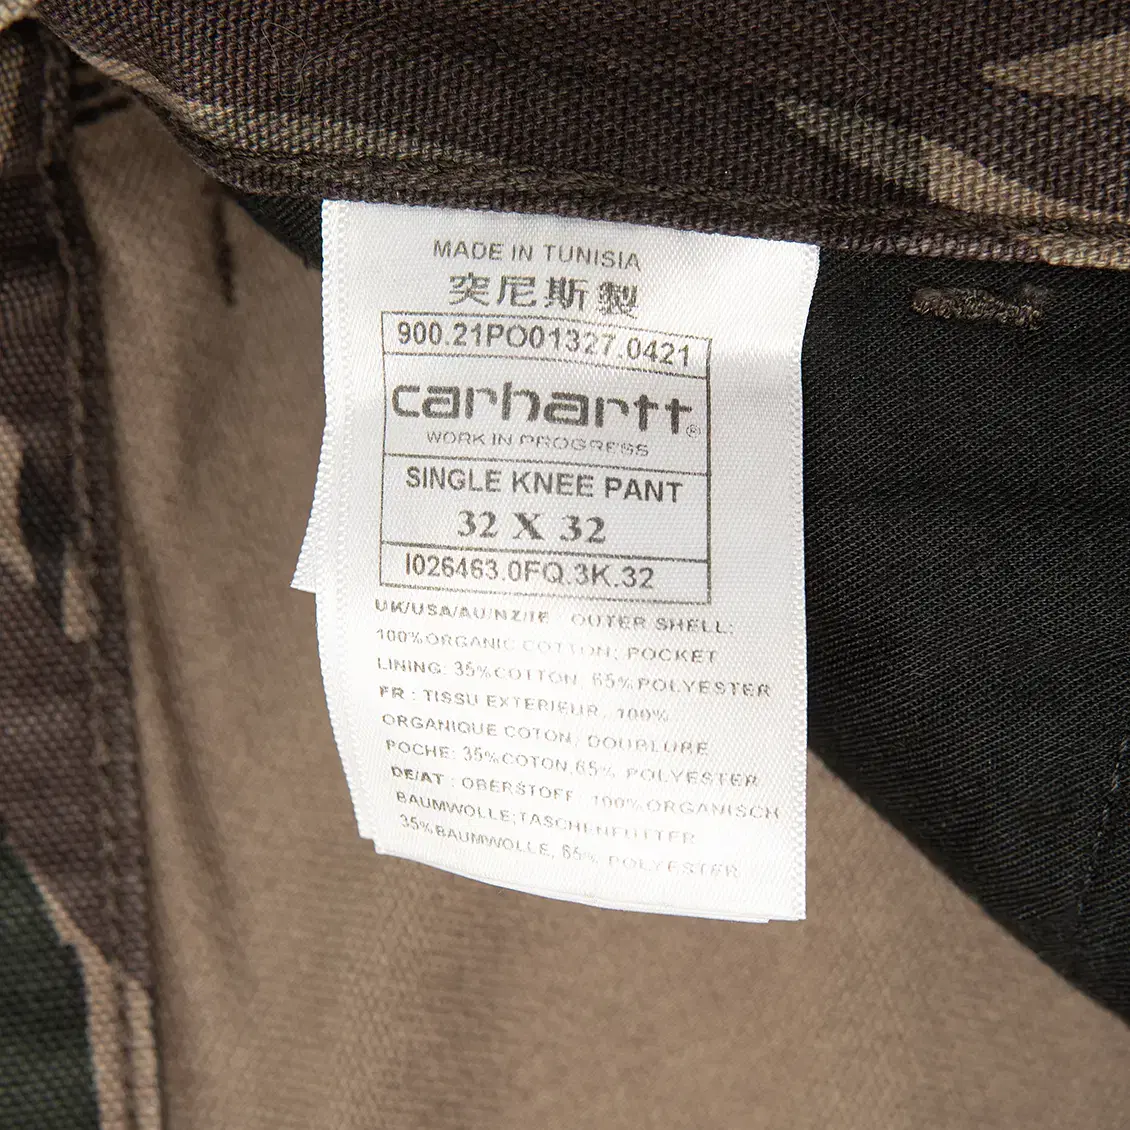 MADE IN TUNISIA
突尼斯製
900.21PO01327.0421
carhartt®
WORK IN PROGRESS
SINGLE KNEE PANT
32 X 32
I026463.0FQ.3K.32
UK/USA/AU/NZ/IE OUTER SHELL:
100%ORGANIC COTTON; POCKET
LINING: 35%COTTON, 65%POLYESTER
FR : TISSU EXTERIEUR, 100%
ORGANIQUE COTON; DOUBLURE
POCHE: 35%COTON,65% POLYESTER
DE/AT : OBERSTOFF, 100%ORGANISCH
BAUMWOLLE;TASCHENFUTTER
35%BAUMWOLLE, 65% POLYESTER